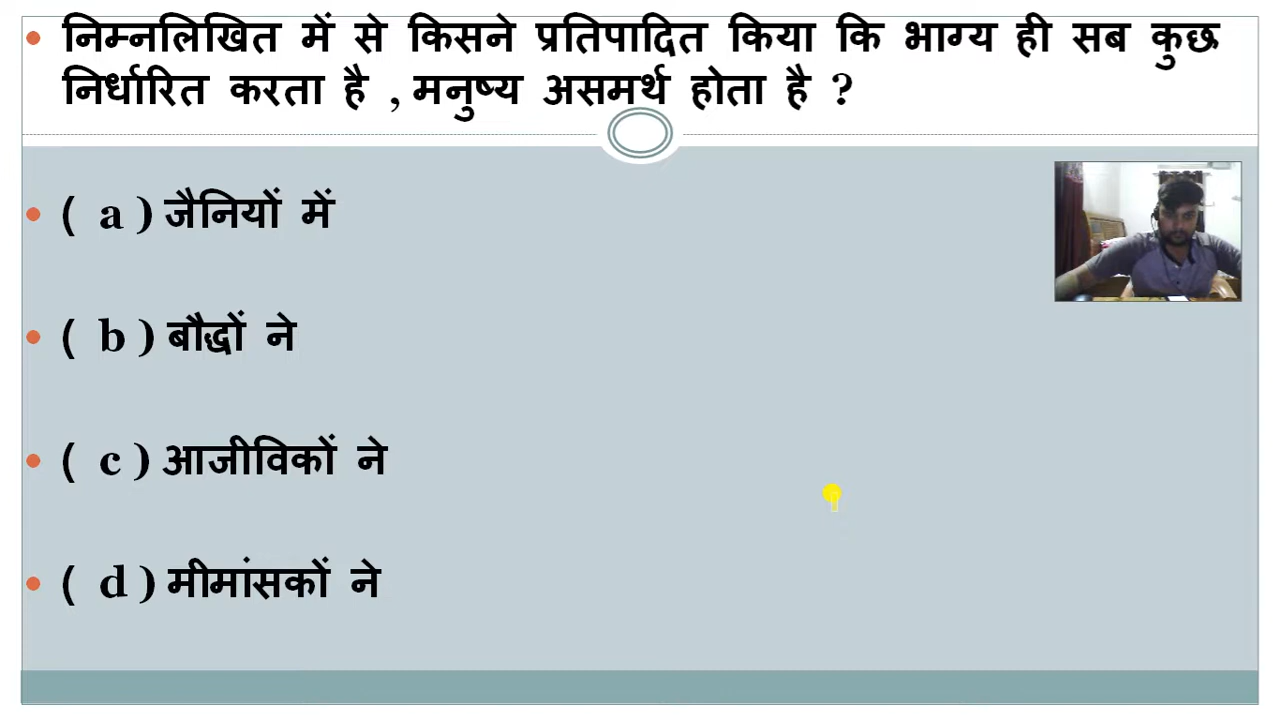 निम्नलिखित में से किसने प्रतिपादित किया कि भाग्य ही सब कुछ
निर्धारित करता है , मनुष्य असमर्थ होता है ?
( a ) जैनियों में
( b ) बौद्धों ने
( c ) आजीविकों ने
( d ) मीमांसकों ने